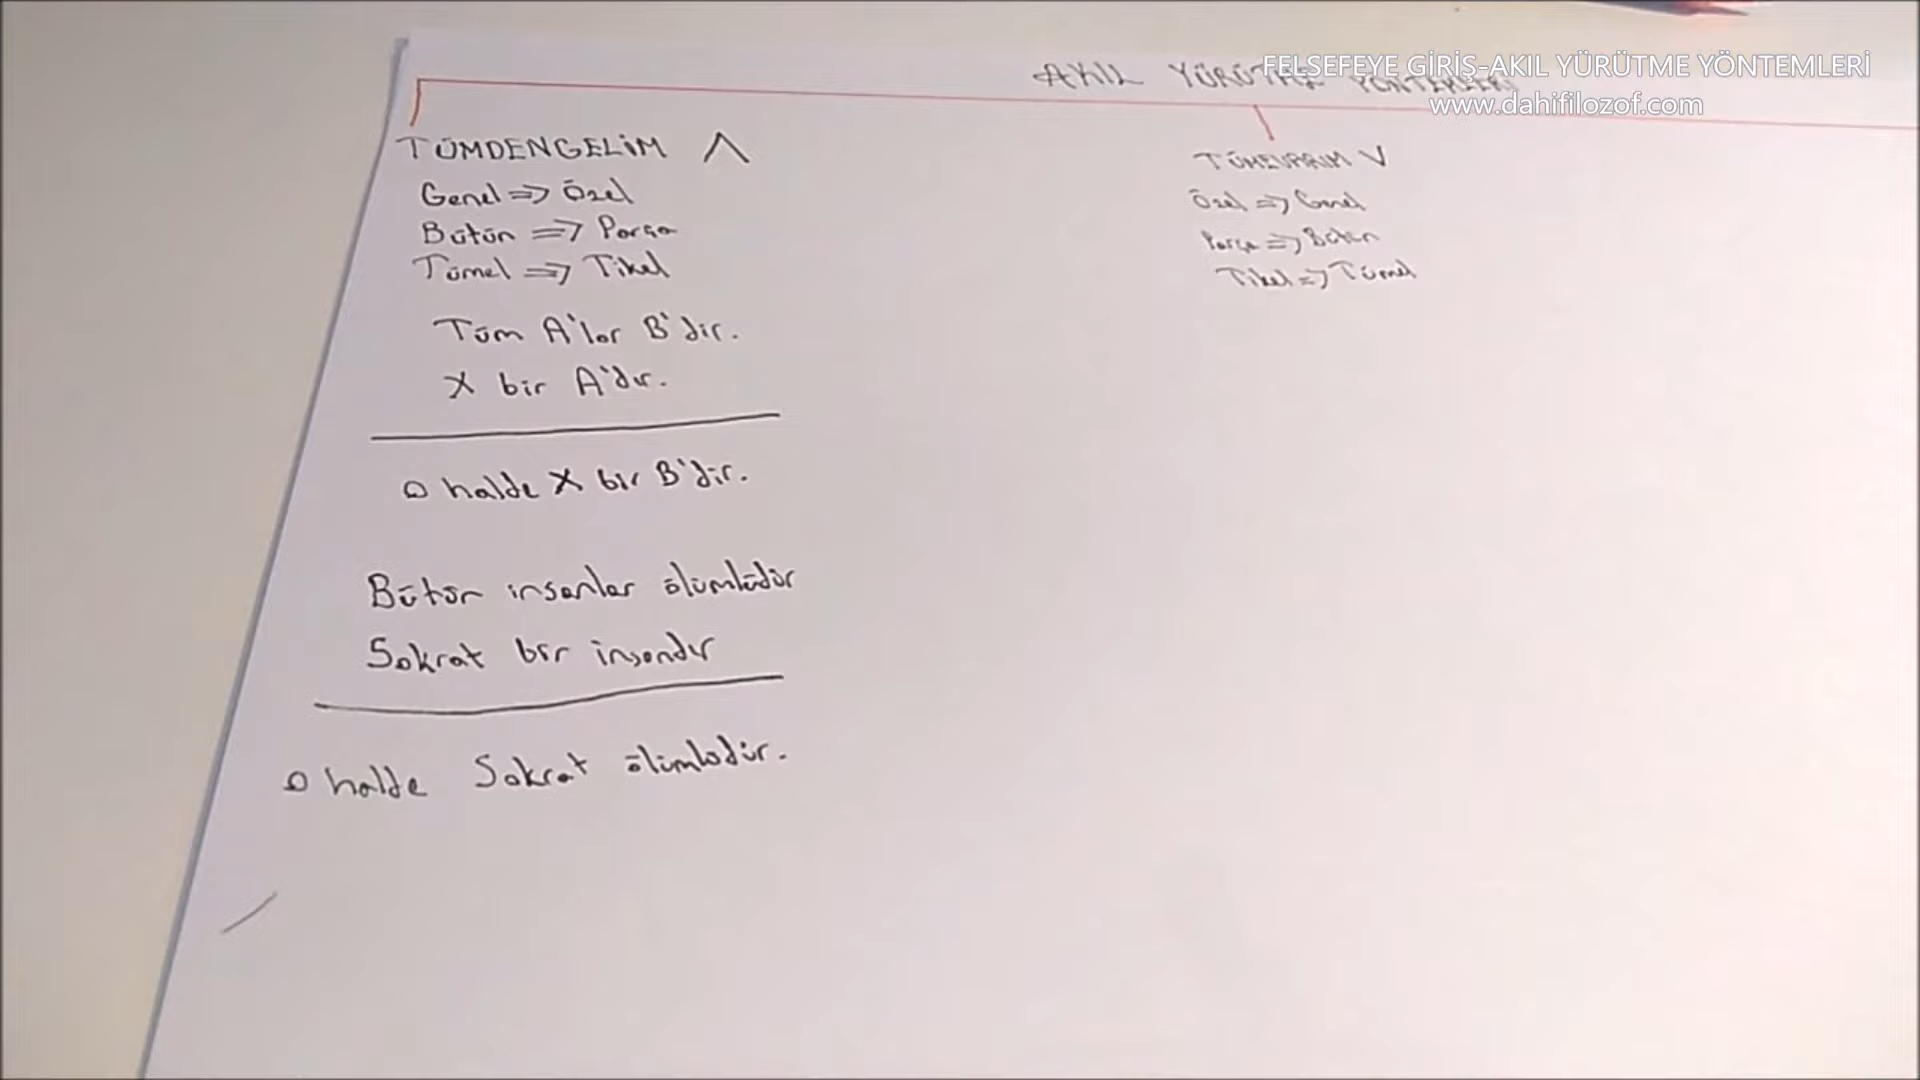 FELSEFEYE GİRİŞ-AKIL YÜRÜTME YÖNTEMLERİ
www.dahifilozof.com
AKIL YÜRÜTME YÖNTEMLERİ
TÜMDENGELİM Λ
Genel => Özel
Bütün => Parça
Tümel => Tikel
Tüm A'lar B'dir.
X bir A'dır.
O halde X bir B'dir.
Bütün insanlar ölümlüdür
Sokrat bir insandır
O halde Sokrat ölümlüdür.
TÜMEVARIM V
Özel => Genel
Parça => Bütün
Tikel => Tümel